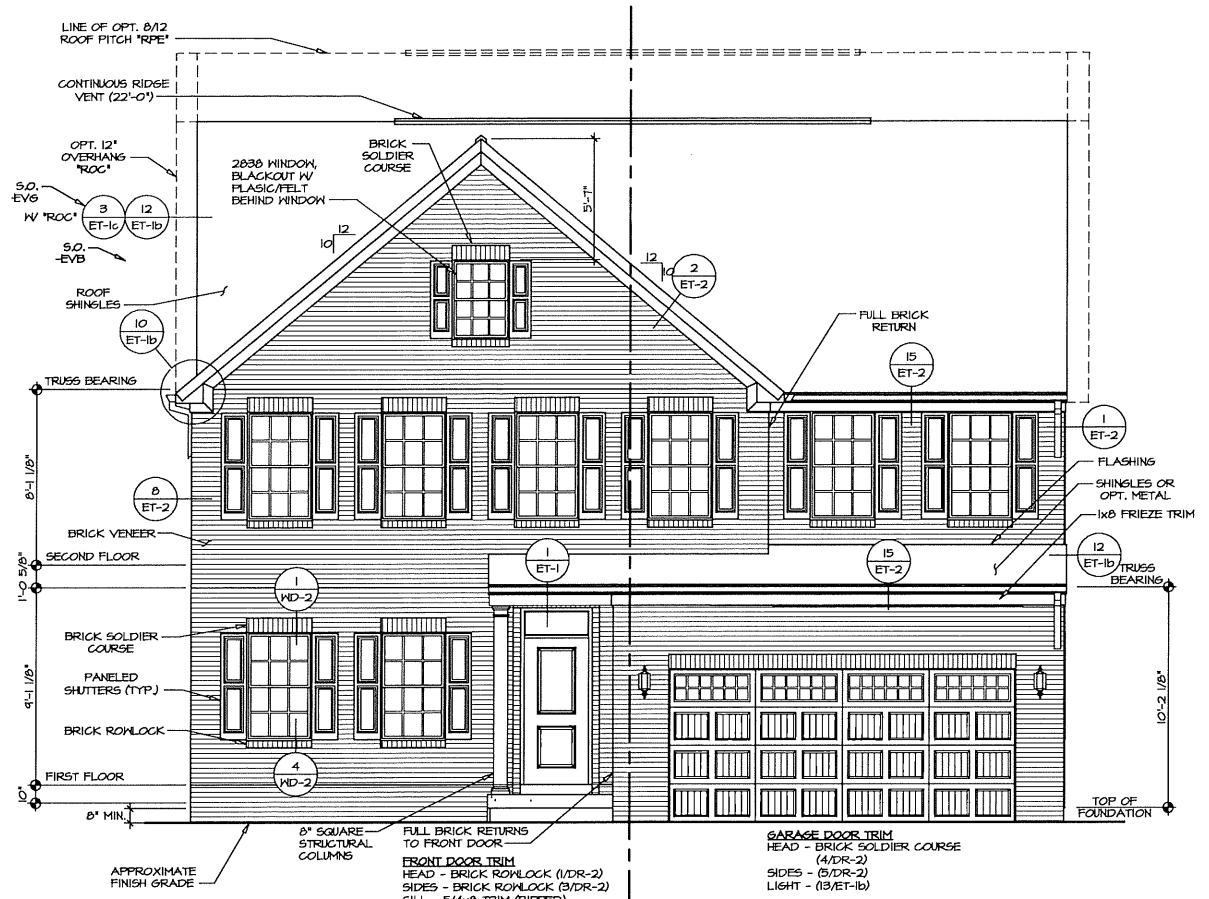 LINE OF OPT. 8/12
ROOF PITCH "RPE"
CONTINUOUS RIDGE
VENT (22'-0")
OPT. 12"
OVERHANG
"ROC"
S.O.
-EVG
W/ "ROC"
3
ET-1c
12
ET-1b
S.O.
-EVB
ROOF
SHINGLES
10
ET-1b
2838 WINDOW,
BLACKOUT W/
PLASIC/FELT
BEHIND WINDOW
BRICK
SOLDIER
COURSE
5'-7"
12
10
12
10
2
ET-2
FULL BRICK
RETURN
15
ET-2
1
ET-2
TRUSS BEARING
8'-1 1/8"
8
ET-2
FLASHING
SHINGLES OR
OPT. METAL
1x8 FRIEZE TRIM
BRICK VENEER
SECOND FLOOR
1'-0 5/8"
1
ET-1
15
ET-2
12
ET-1b
TRUSS
BEARING
1
WD-2
BRICK SOLDIER
COURSE
PANELED
SHUTTERS (TYP.)
9'-1 1/8"
BRICK ROWLOCK
10'-2 1/8"
FIRST FLOOR
4
WD-2
10"
8" MIN.
TOP OF
FOUNDATION
APPROXIMATE
FINISH GRADE
8" SQUARE
STRUCTURAL
COLUMNS
FULL BRICK RETURNS
TO FRONT DOOR
FRONT DOOR TRIM
HEAD - BRICK ROWLOCK (1/DR-2)
SIDES - BRICK ROWLOCK (3/DR-2)
SILL - 5/4x8 TRIM (RIPPED)
GARAGE DOOR TRIM
HEAD - BRICK SOLDIER COURSE
(4/DR-2)
SIDES - (5/DR-2)
LIGHT - (13/ET-1b)